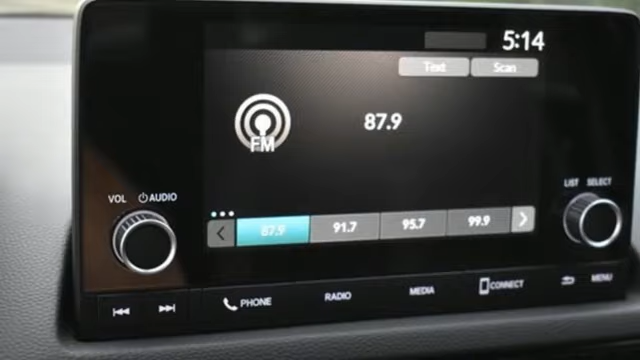 5:14
Text Scan
FM
87.9
VOL AUDIO
LIST SELECT
87.9 91.7 95.7 99.9
PHONE RADIO MEDIA CONNECT MENU